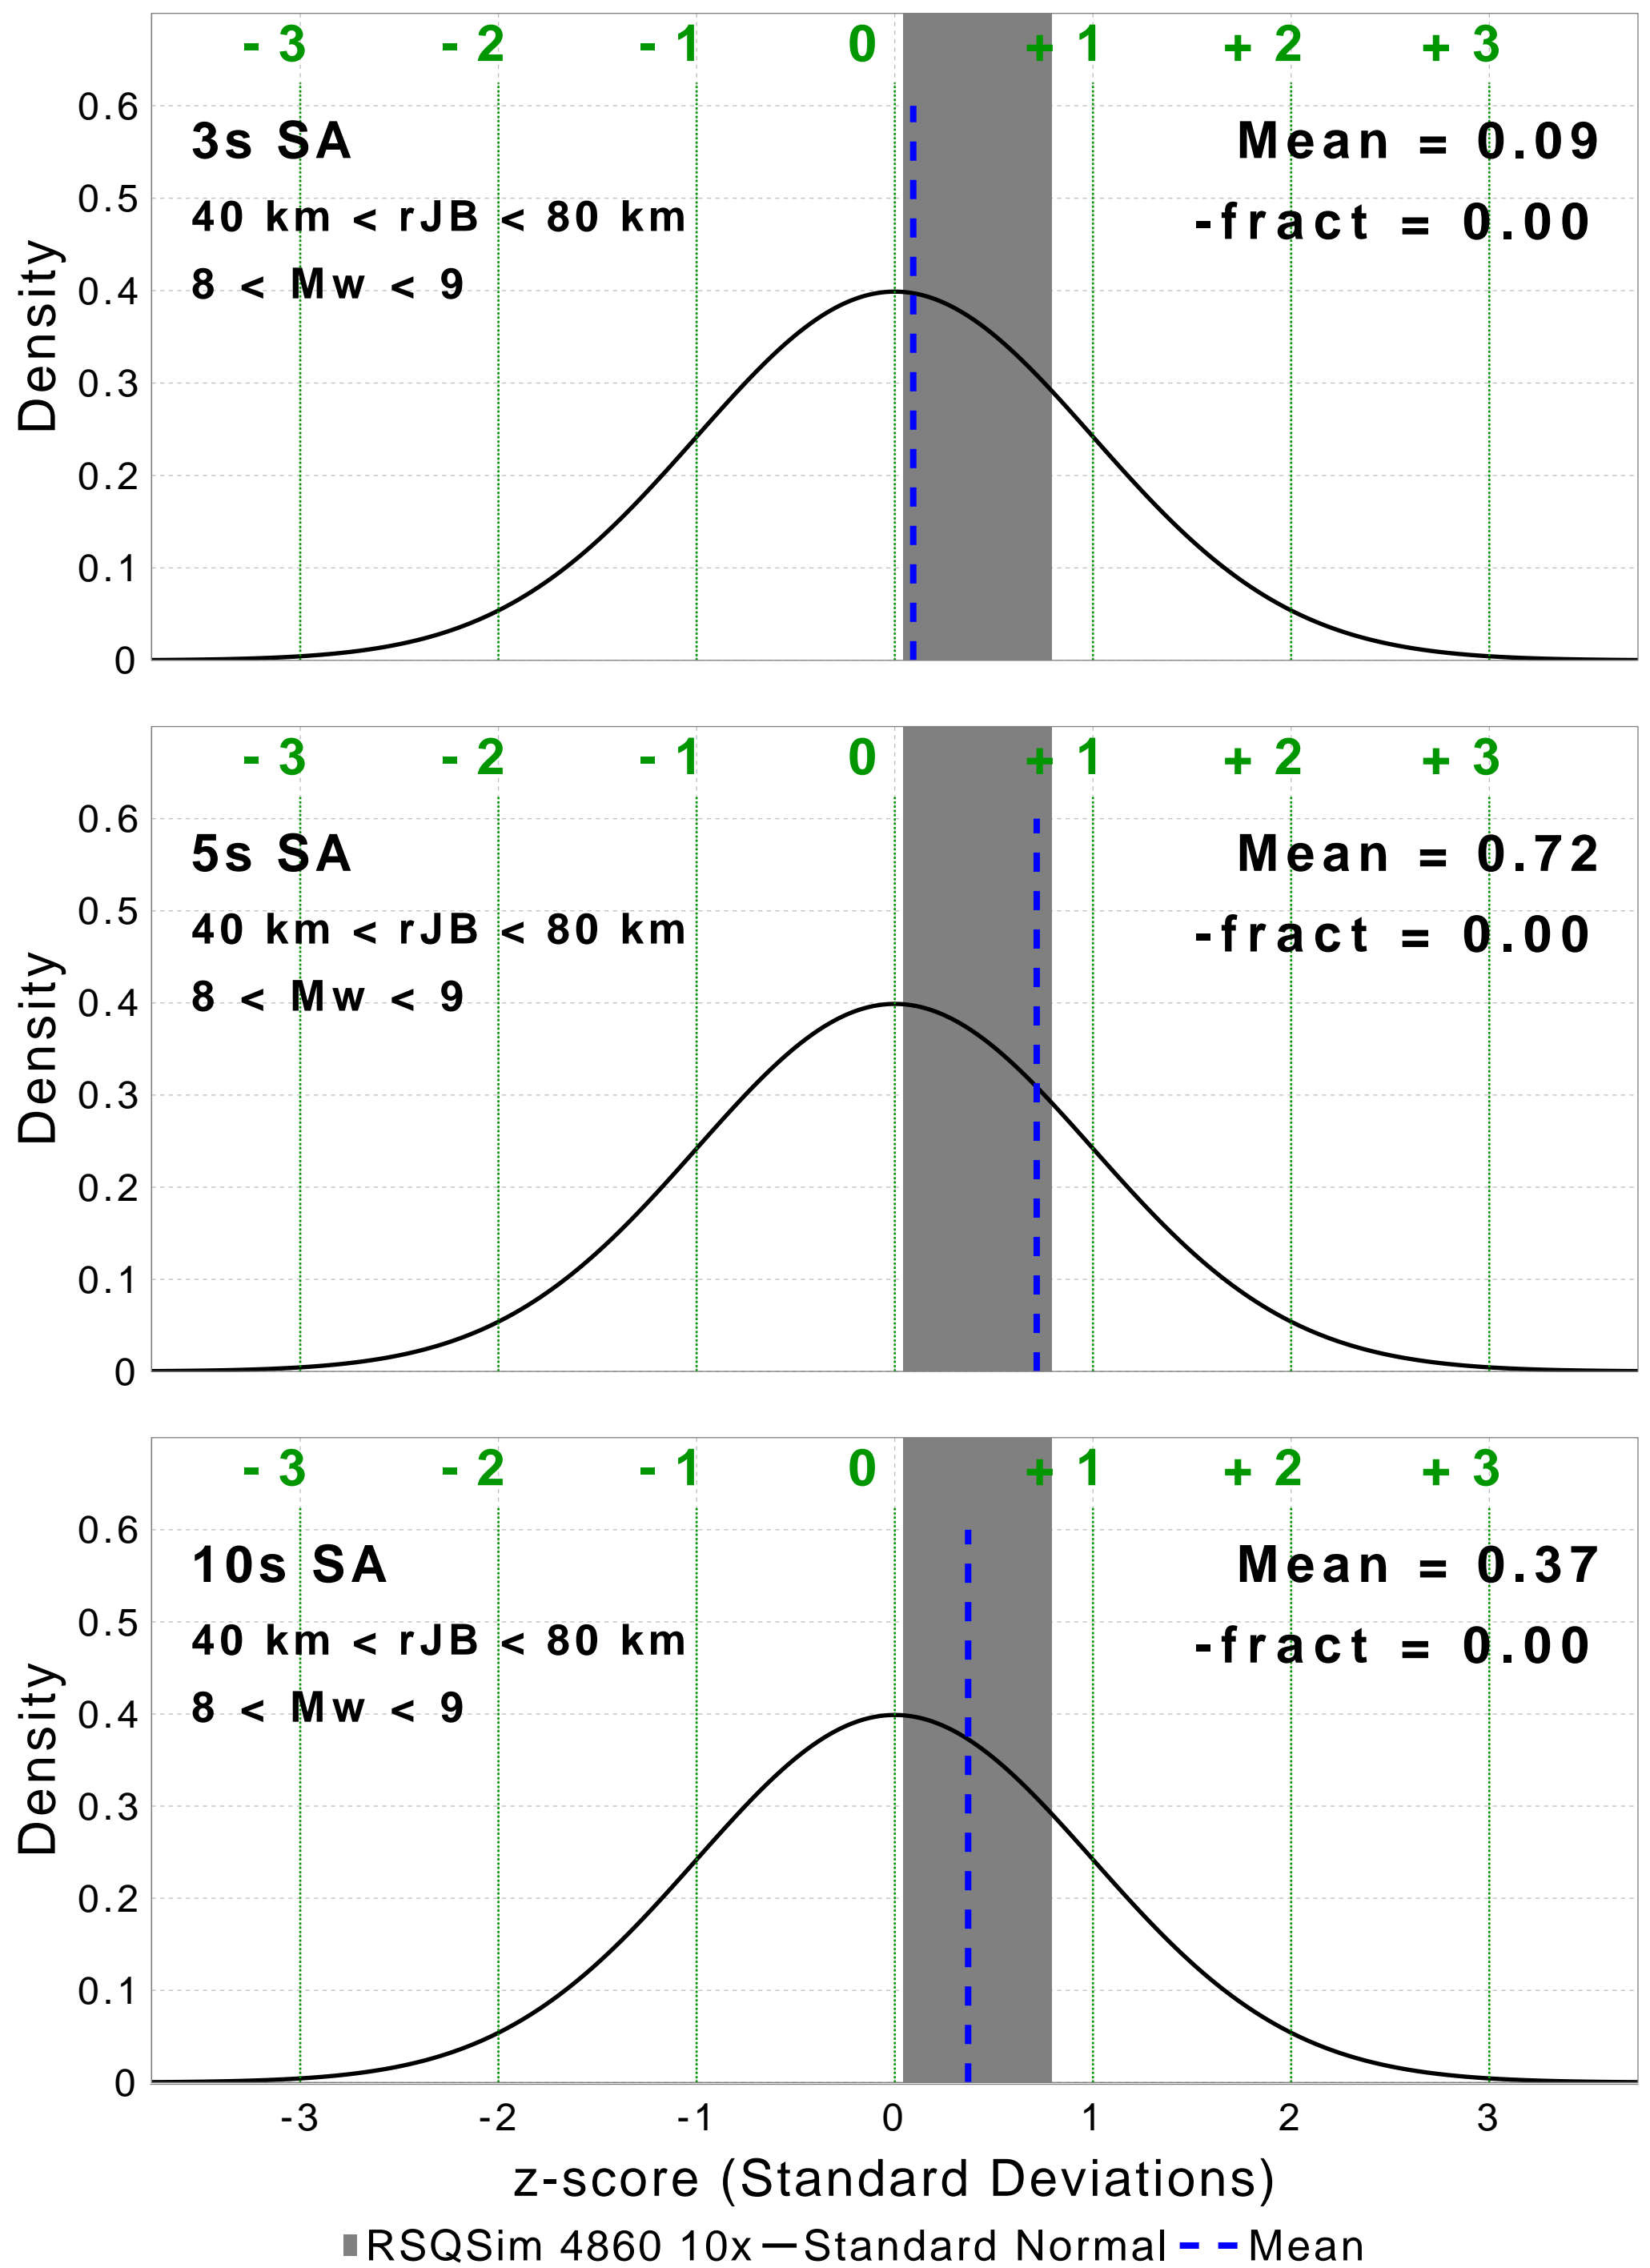 - 3 - 2 - 1 0 + 1 + 2 + 3
0.6
3s SA
Mean = 0.09
0.5
40 km < rJB < 80 km
-fract = 0.00
8 < Mw < 9
0.4
0.3
0.2
0.1
0
Density
- 3 - 2 - 1 0 + 1 + 2 + 3
0.6
5s SA
Mean = 0.72
0.5
40 km < rJB < 80 km
-fract = 0.00
8 < Mw < 9
0.4
0.3
0.2
0.1
0
Density
- 3 - 2 - 1 0 + 1 + 2 + 3
0.6
10s SA
Mean = 0.37
0.5
40 km < rJB < 80 km
-fract = 0.00
8 < Mw < 9
0.4
0.3
0.2
0.1
0
Density
-3 -2 -1 0 1 2 3
z-score (Standard Deviations)
RSQSim 4860 10x Standard Normal Mean